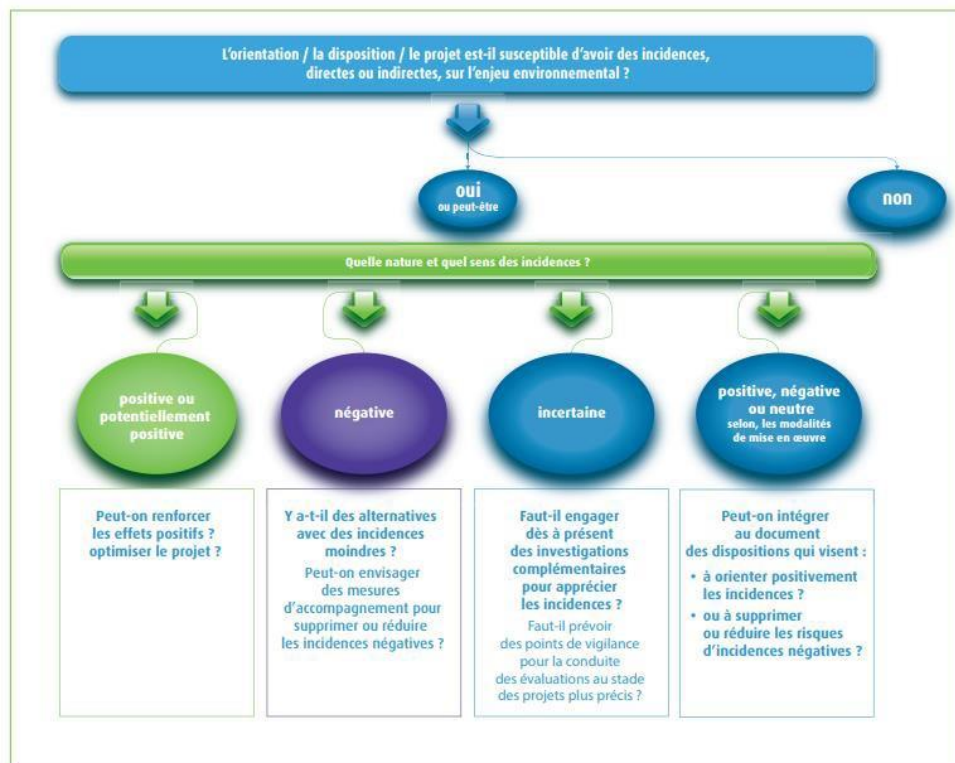 L'orientation / la disposition / le projet est-il susceptible d'avoir des incidences,
directes ou indirectes, sur l'enjeu environnemental ?
oui
ou peut-être
non
Quelle nature et quel sens des incidences ?
positive ou
potentiellement
positive
négative
incertaine
positive, négative
ou neutre
selon, les modalités
de mise en œuvre
Peut-on renforcer
les effets positifs ?
optimiser le projet ?
Y a-t-il des alternatives
avec des incidences
moindres ?
Peut-on envisager
des mesures
d'accompagnement pour
supprimer ou réduire
les incidences négatives ?
Faut-il engager
dès à présent
des investigations
complémentaires
pour apprécier
les incidences ?
Faut-il prévoir
des points de vigilance
pour la conduite
des évaluations au stade
des projets plus précis ?
Peut-on intégrer
au document
des dispositions qui visent :
• à orienter positivement
les incidences ?
• ou à supprimer
ou réduire les risques
d'incidences négatives ?